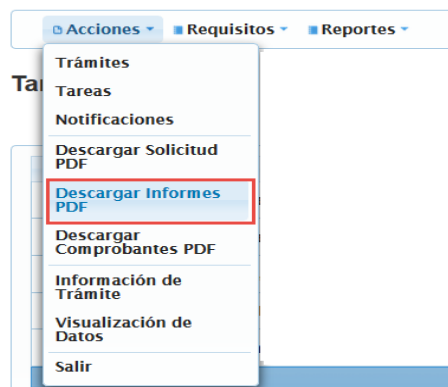 Acciones Requisitos Reportes
Ta
Trámites
Tareas
Notificaciones
Descargar Solicitud
PDF
Descargar Informes
PDF
Descargar
Comprobantes PDF
Información de
Trámite
Visualización de
Datos
Salir